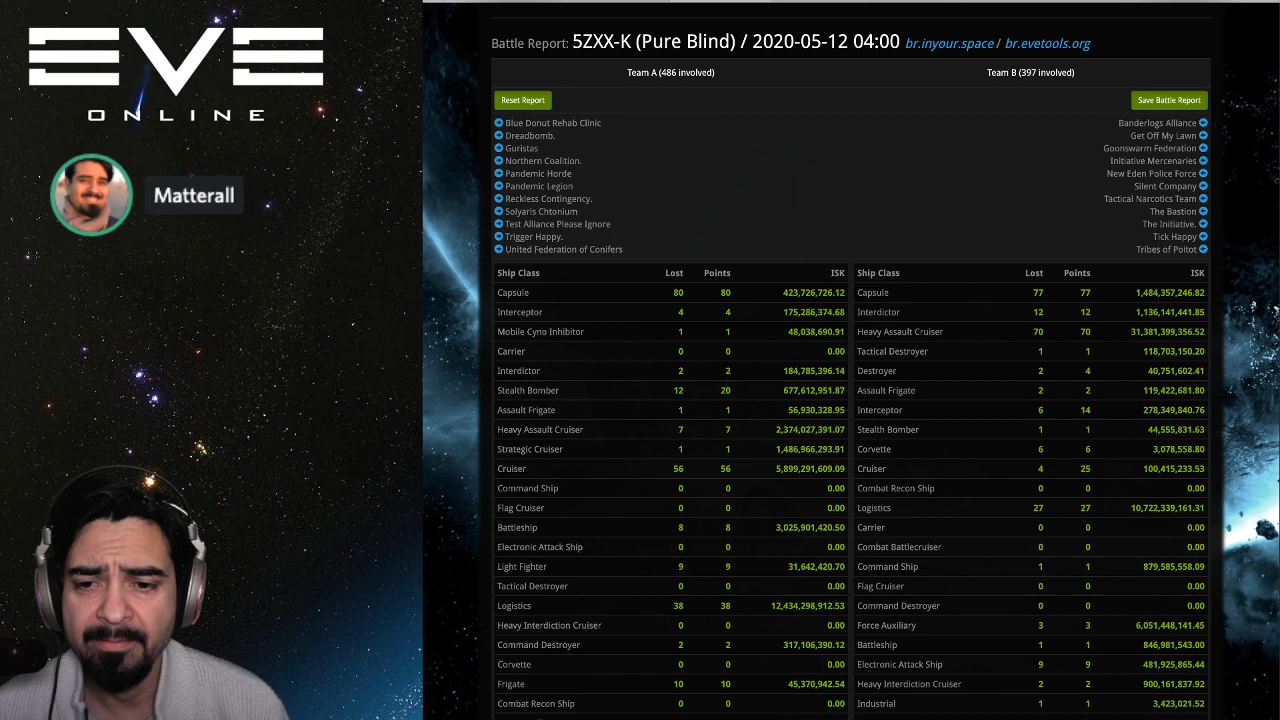 EVE
ONLINE
Matterall
Battle Report: 5ZXX-K (Pure Blind) / 2020-05-12 04:00 br.inyour.space / br.evetools.org
Team A (486 involved) Team B (397 involved)
Reset Report Save Battle Report
Blue Donut Rehab Clinic Banderlogs Alliance
Dreadbomb. Get Off My Lawn
Guristas Goonswarm Federation
Northern Coalition. Initiative Mercenaries
Pandemic Horde New Eden Police Force
Pandemic Legion Silent Company
Reckless Contingency. Tactical Narcotics Team
Solyaris Chtonium The Bastion
Test Alliance Please Ignore The Initiative.
Trigger Happy. Tick Happy
United Federation of Conifers Tribes of Poitot
Ship Class Lost Points ISK Ship Class Lost Points ISK
Capsule 80 80 423,726,726.12 Capsule 77 77 1,484,357,246.82
Interceptor 4 4 175,286,374.68 Interdictor 12 12 1,136,141,441.85
Mobile Cyno Inhibitor 1 1 48,038,690.91 Heavy Assault Cruiser 70 70 31,381,399,356.52
Carrier 0 0 0.00 Tactical Destroyer 1 1 118,703,150.20
Interdictor 2 2 184,785,396.14 Destroyer 2 4 40,751,602.41
Stealth Bomber 12 20 677,612,951.87 Assault Frigate 2 2 119,422,681.80
Assault Frigate 1 1 56,930,328.95 Interceptor 6 14 278,349,840.76
Heavy Assault Cruiser 7 7 2,374,027,391.07 Stealth Bomber 1 1 44,555,831.63
Strategic Cruiser 1 1 1,486,966,293.91 Corvette 6 6 3,078,558.80
Cruiser 56 56 5,899,291,609.09 Cruiser 4 25 100,415,233.53
Command Ship 0 0 0.00 Combat Recon Ship 0 0 0.00
Flag Cruiser 0 0 0.00 Logistics 27 27 10,722,339,161.31
Battleship 8 8 3,025,901,420.50 Carrier 0 0 0.00
Electronic Attack Ship 0 0 0.00 Combat Battlecruiser 0 0 0.00
Light Fighter 9 9 31,642,420.70 Command Ship 1 1 879,585,558.09
Tactical Destroyer 0 0 0.00 Flag Cruiser 0 0 0.00
Logistics 38 38 12,434,298,912.53 Command Destroyer 0 0 0.00
Heavy Interdiction Cruiser 0 0 0.00 Force Auxiliary 3 3 6,051,448,141.45
Command Destroyer 2 2 317,106,390.12 Battleship 1 1 846,981,543.00
Corvette 0 0 0.00 Electronic Attack Ship 9 9 481,925,865.44
Frigate 10 10 45,370,942.54 Heavy Interdiction Cruiser 2 2 900,161,837.92
Combat Recon Ship 0 0 0.00 Industrial 1 1 3,423,021.52